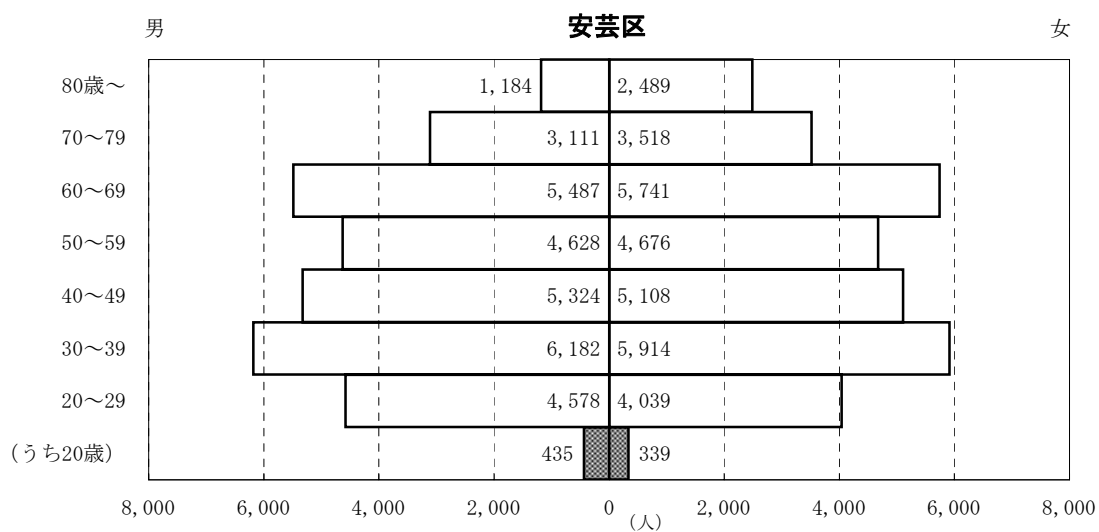 安芸区
男 女
80歳～ 1,184 2,489
70～79 3,111 3,518
60～69 5,487 5,741
50～59 4,628 4,676
40～49 5,324 5,108
30～39 6,182 5,914
20～29 4,578 4,039
(うち20歳) 435 339
8,000 6,000 4,000 2,000 0 2,000 4,000 6,000 8,000
(人)